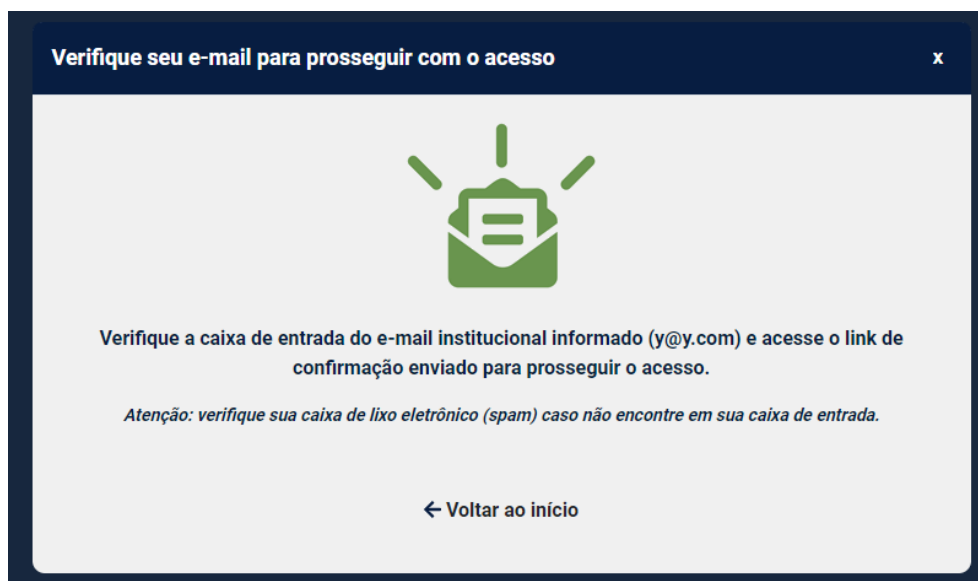 Verifique seu e-mail para prosseguir com o acesso
x
Verifique a caixa de entrada do e-mail institucional informado (y@y.com) e acesse o link de
confirmação enviado para prosseguir o acesso.
Atenção: verifique sua caixa de lixo eletrônico (spam) caso não encontre em sua caixa de entrada.
← Voltar ao início